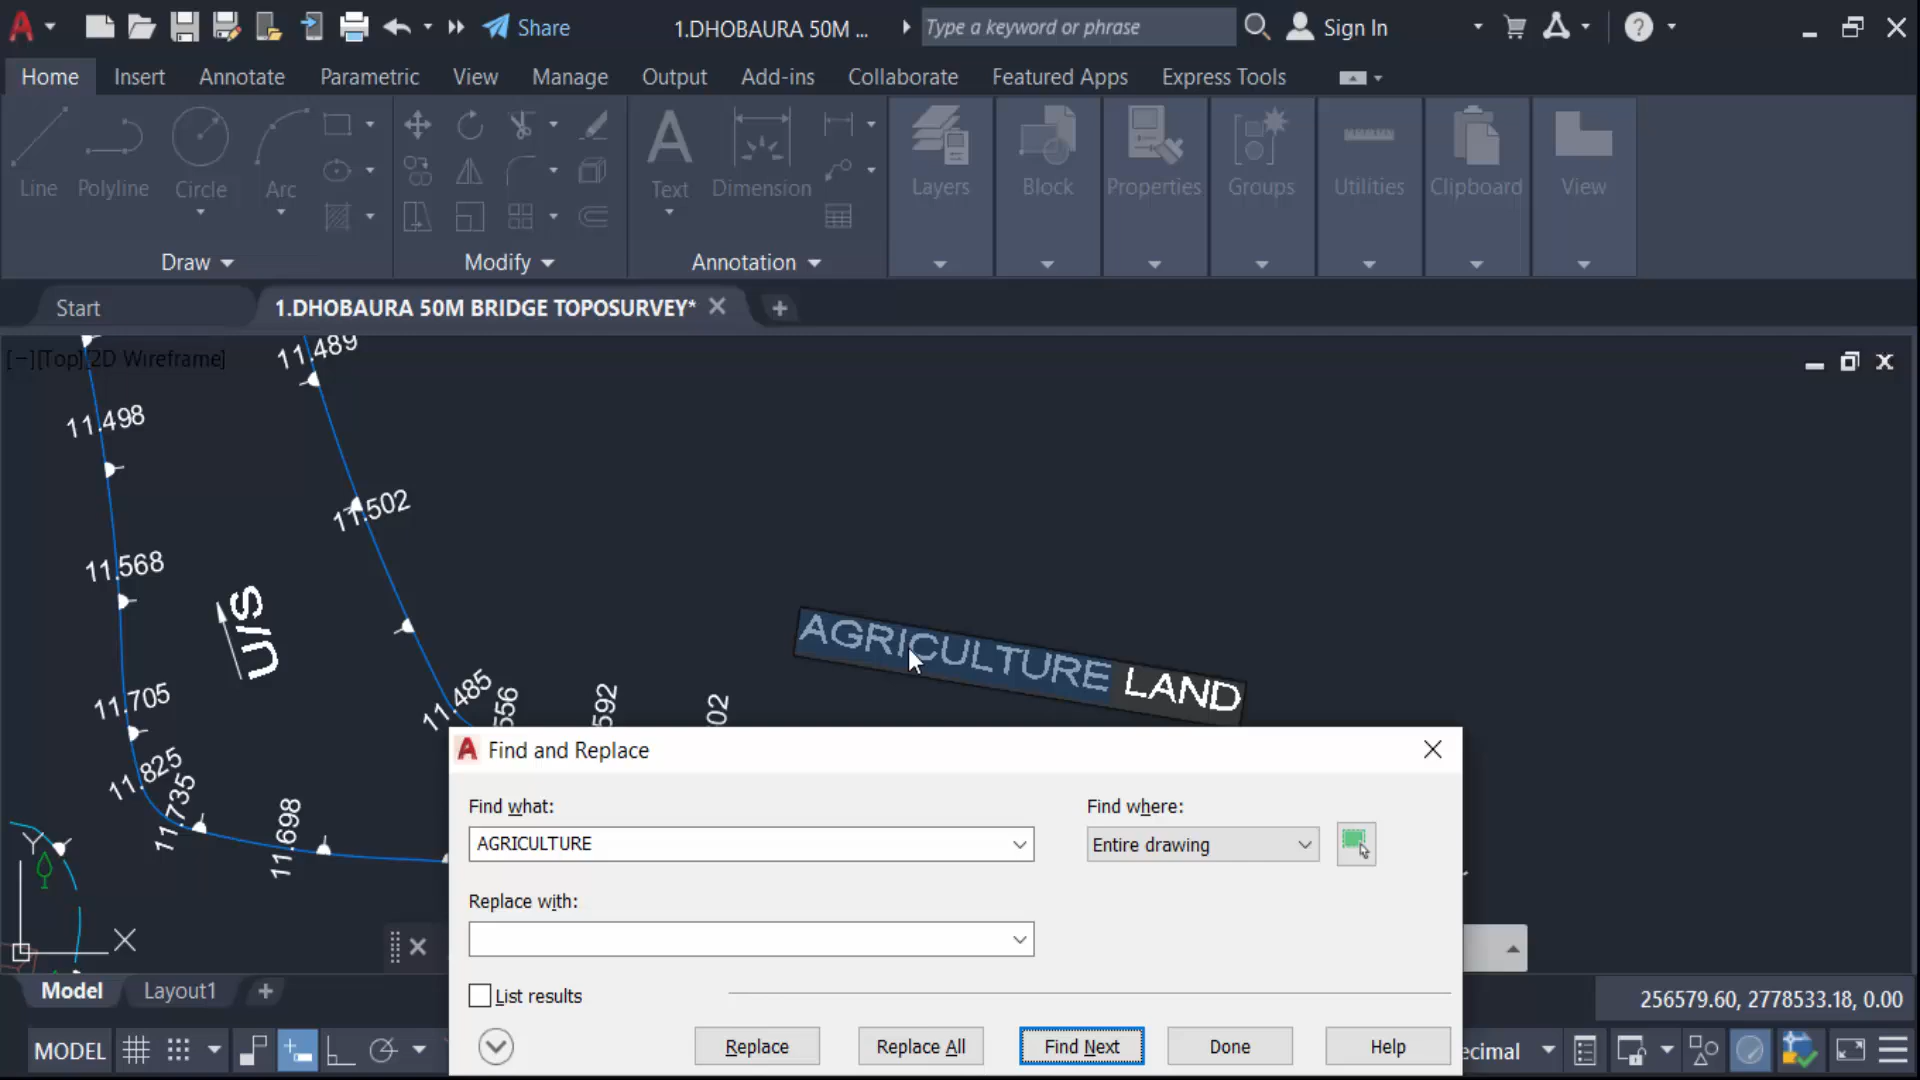 Share
1.DHOBAURA 50M ...
Type a keyword or phrase
Sign In
Home
Insert
Annotate
Parametric
View
Manage
Output
Add-ins
Collaborate
Featured Apps
Express Tools
Line
Polyline
Circle
Arc
Text
Dimension
Layers
Block
Properties
Groups
Utilities
Clipboard
View
Draw
Modify
Annotation
Start
1.DHOBAURA 50M BRIDGE TOPOSURVEY*
[−][Top][2D Wireframe]
11.489
11.498
11.502
11.568
U/S
AGRICULTURE LAND
11.705
11.485
556
592
02
11.825
11.735
11.698
Y
X
Find and Replace
Find what:
Find where:
AGRICULTURE
Entire drawing
Replace with:
List results
Replace
Replace All
Find Next
Done
Help
Model
Layout1
256579.60, 2778533.18, 0.00
MODEL
ecimal